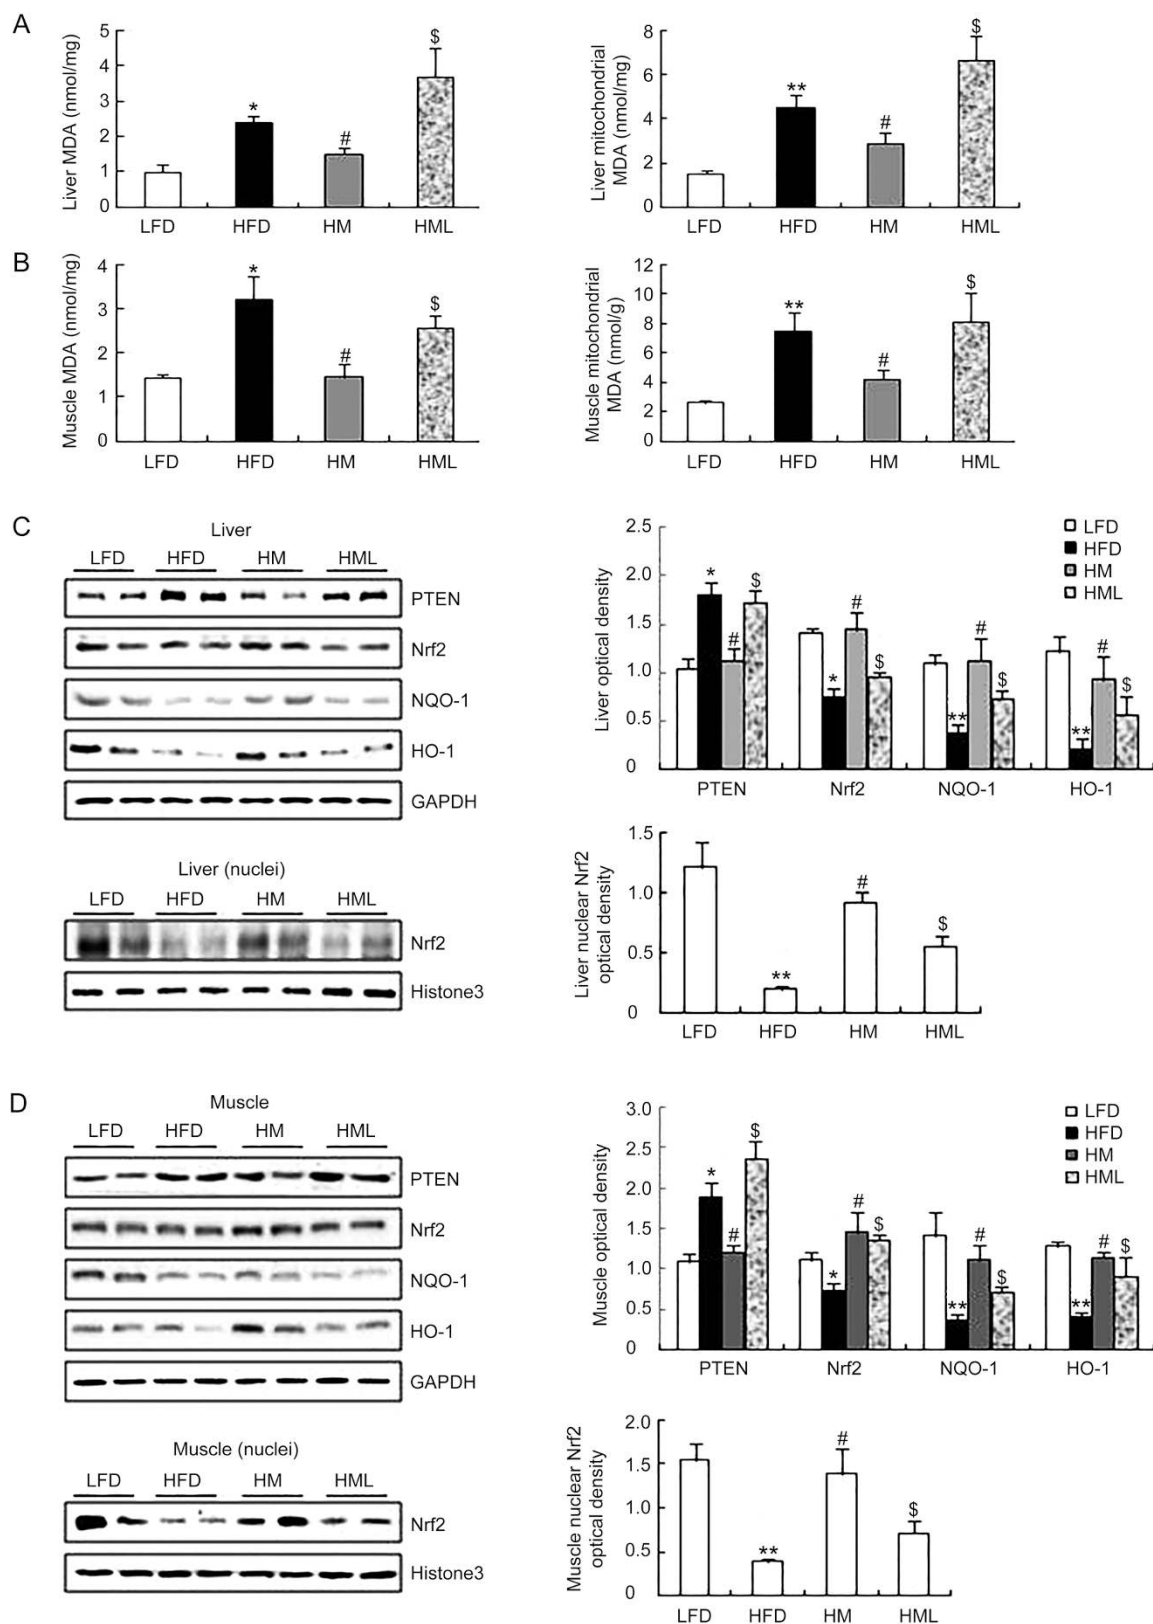 A
Liver MDA (nmol/mg)
5
4
3
2
1
0
*
#
$
LFD HFD HM HML
Liver mitochondrial
MDA (nmol/mg)
8
6
4
2
0
**
#
$
LFD HFD HM HML
B
Muscle MDA (nmol/mg)
4
3
2
1
0
*
#
$
LFD HFD HM HML
Muscle mitochondrial
MDA (nmol/g)
12
10
8
6
4
2
0
**
#
$
LFD HFD HM HML
C
Liver
LFD HFD HM HML
PTEN
Nrf2
NQO-1
HO-1
GAPDH
Liver (nuclei)
LFD HFD HM HML
Nrf2
Histone3
Liver optical density
2.5
2.0
1.5
1.0
0.5
0
* # $
* # $
** # $
** # $
PTEN Nrf2 NQO-1 HO-1
LFD
HFD
HM
HML
Liver nuclear Nrf2
optical density
1.5
1.0
0.5
0
**
#
$
LFD HFD HM HML
D
Muscle
LFD HFD HM HML
PTEN
Nrf2
NQO-1
HO-1
GAPDH
Muscle (nuclei)
LFD HFD HM HML
Nrf2
Histone3
Muscle optical density
3.0
2.5
2.0
1.5
1.0
0.5
0
* # $
* # $
** # $
** # $
PTEN Nrf2 NQO-1 HO-1
LFD
HFD
HM
HML
Muscle nuclear Nrf2
optical density
2.0
1.5
1.0
0.5
0
**
#
$
LFD HFD HM HML